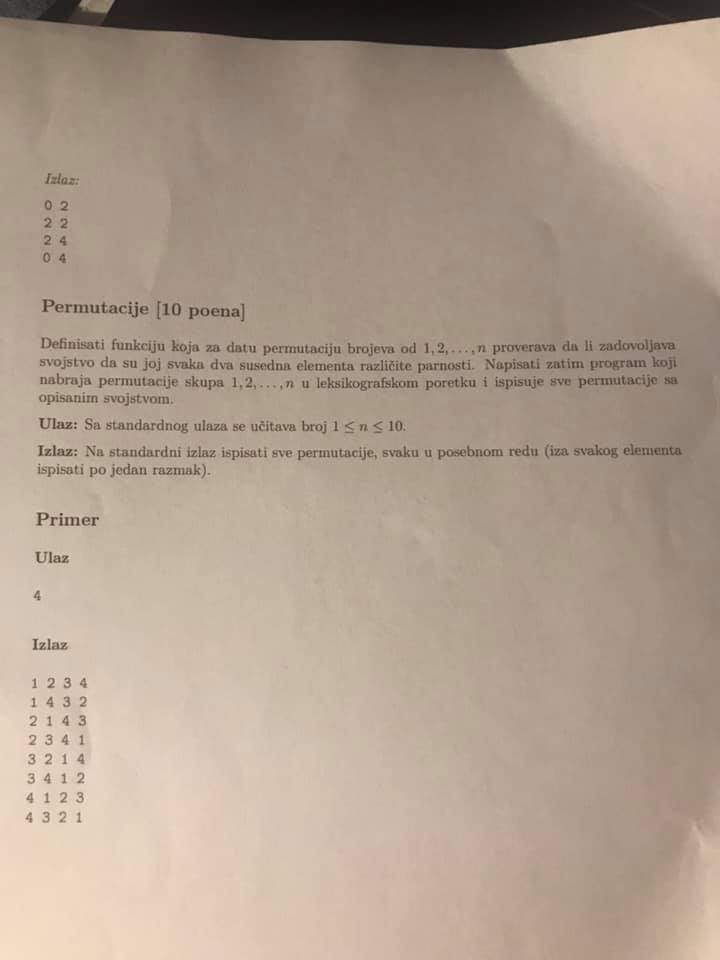 Izlaz:
0 2
2 2
2 4
0 4
Permutacije [10 poena]
Definisati funkciju koja za datu permutaciju brojeva od 1, 2, . . . , n proverava da li zadovoljava
svojstvo da su joj svaka dva susedna elementa različite parnosti. Napisati zatim program koji
nabraja permutacije skupa 1, 2, . . . , n u leksikografskom poretku i ispisuje sve permutacije sa
opisanim svojstvom.
Ulaz: Sa standardnog ulaza se učitava broj 1 ≤ n ≤ 10.
Izlaz: Na standardni izlaz ispisati sve permutacije, svaku u posebnom redu (iza svakog elementa
ispisati po jedan razmak).
Primer
Ulaz
4
Izlaz
1 2 3 4
1 4 3 2
2 1 4 3
2 3 4 1
3 2 1 4
3 4 1 2
4 1 2 3
4 3 2 1